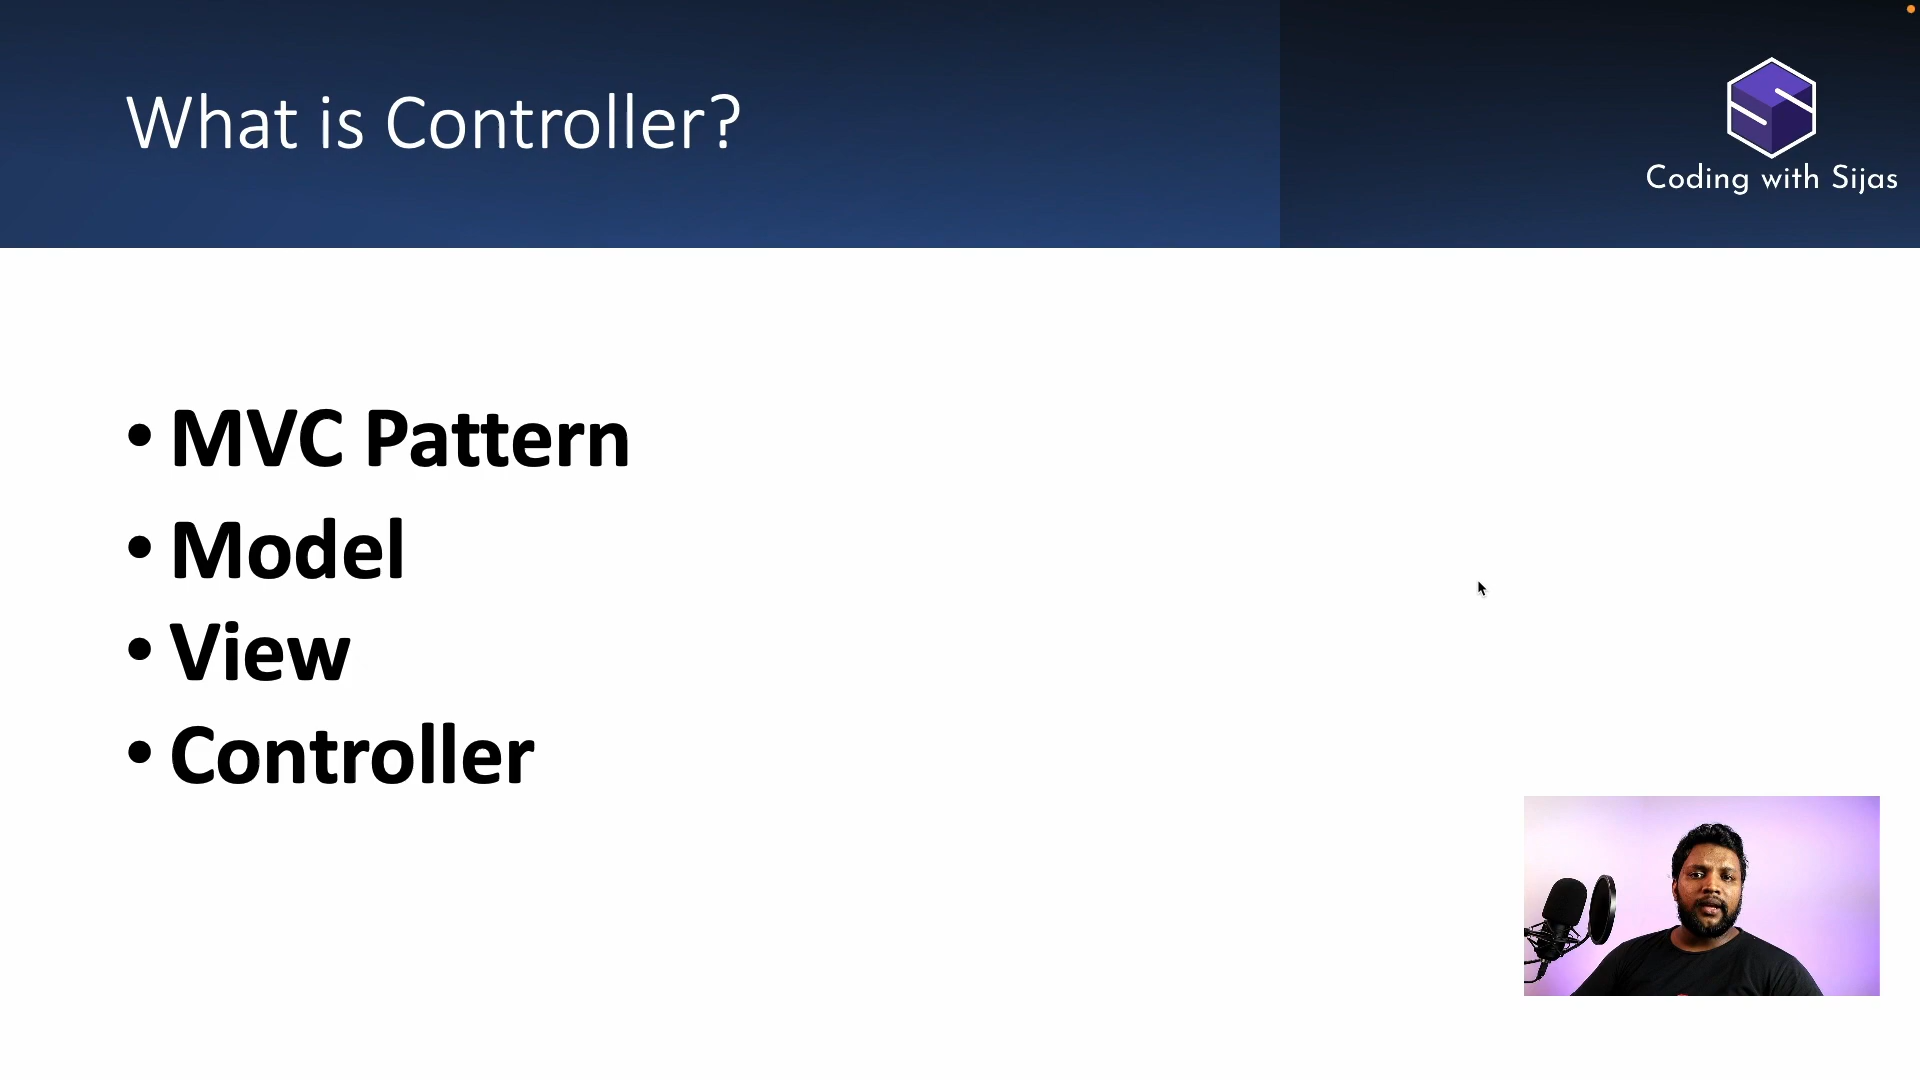 What is Controller?
Coding with Sijas
• MVC Pattern
• Model
• View
• Controller